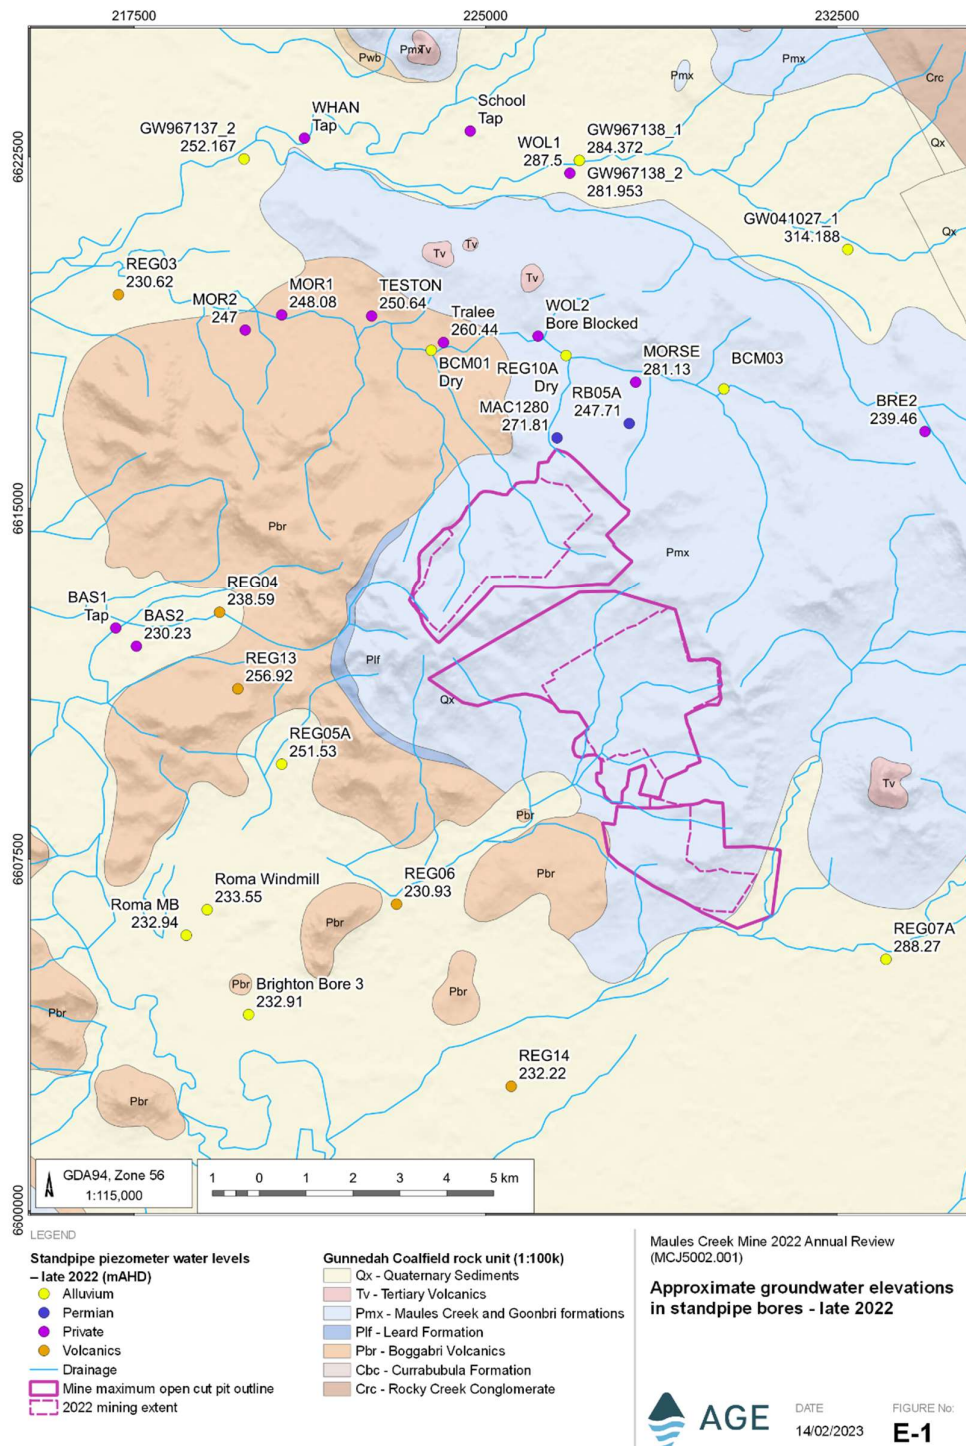 217500
225000
232500
Pwb
Pmx
Tv
Pmx
Pmx
Crc
WHAN
Tap
School
Tap
GW967137_2
252.167
WOL1
287.5
GW967138_1
284.372
GW967138_2
281.953
Qx
6622500
GW041027_1
314.188
Qx
Tv
Tv
Tv
REG03
230.62
MOR2
247
MOR1
248.08
TESTON
250.64
Tralee
260.44
WOL2
Bore Blocked
BCM01
Dry
REG10A
Dry
MORSE
281.13
BCM03
MAC1280
271.81
RB05A
247.71
BRE2
239.46
6615000
Pbr
Pmx
BAS1
Tap
BAS2
230.23
REG04
238.59
REG13
256.92
Plf
Qx
REG05A
251.53
Tv
Pbr
6607500
Roma Windmill
233.55
REG06
230.93
Pbr
Roma MB
232.94
Pbr
REG07A
288.27
Pbr
Brighton Bore 3
232.91
Pbr
Pbr
REG14
232.22
Pbr
6600000
GDA94, Zone 56
1:115,000
1 0 1 2 3 4 5 km
LEGEND
Standpipe piezometer water levels
– late 2022 (mAHD)
Alluvium
Permian
Private
Volcanics
Drainage
Mine maximum open cut pit outline
2022 mining extent
Gunnedah Coalfield rock unit (1:100k)
Qx - Quaternary Sediments
Tv - Tertiary Volcanics
Pmx - Maules Creek and Goonbri formations
Plf - Leard Formation
Pbr - Boggabri Volcanics
Cbc - Currabubula Formation
Crc - Rocky Creek Conglomerate
Maules Creek Mine 2022 Annual Review
(MCJ5002.001)
Approximate groundwater elevations
in standpipe bores - late 2022
AGE
DATE
14/02/2023
FIGURE No:
E-1